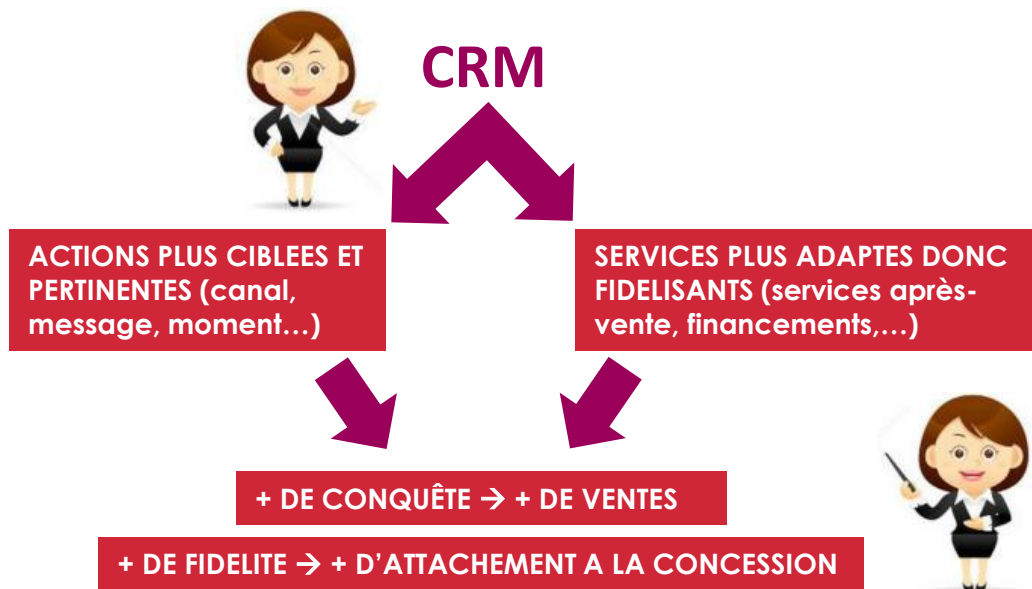 CRM
ACTIONS PLUS CIBLEES ET
PERTINENTES (canal,
message, moment…)
SERVICES PLUS ADAPTES DONC
FIDELISANTS (services après-
vente, financements,…)
+ DE CONQUÊTE → + DE VENTES
+ DE FIDELITE → + D’ATTACHEMENT A LA CONCESSION